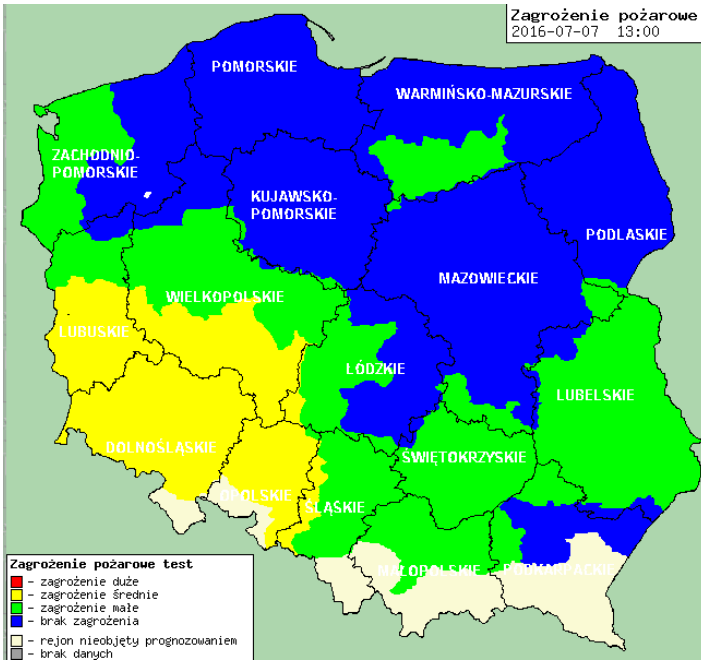 Zagrożenie pożarowe
2016-07-07 13:00
POMORSKIE
WARMIŃSKO-MAZURSKIE
ZACHODNIO-
POMORSKIE
KUJAWSKO-
POMORSKIE
PODLASKIE
MAZOWIECKIE
WIELKOPOLSKIE
LUBUSKIE
ŁÓDZKIE
LUBELSKIE
DOLNOŚLĄSKIE
ŚWIĘTOKRZYSKIE
OPOLSKIE
ŚLĄSKIE
MAŁOPOLSKIE
PODKARPACKIE
Zagrożenie pożarowe test
- zagrożenie duże
- zagrożenie średnie
- zagrożenie małe
- brak zagrożenia
- rejon nieobjęty prognozowaniem
- brak danych